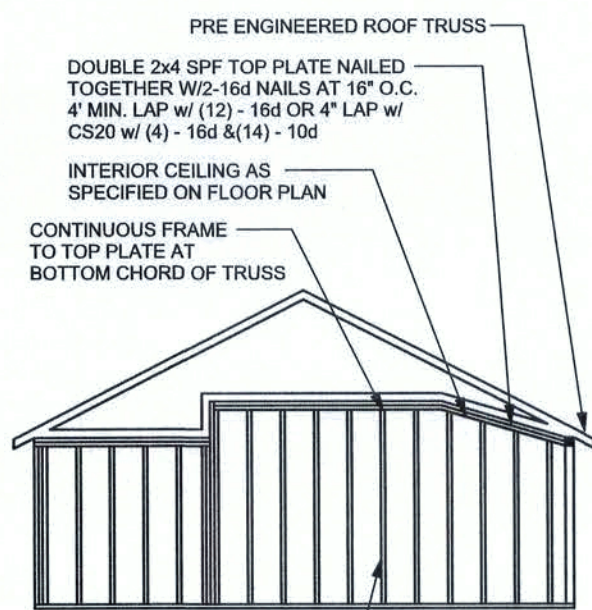 PRE ENGINEERED ROOF TRUSS
DOUBLE 2x4 SPF TOP PLATE NAILED
TOGETHER W/2-16d NAILS AT 16" O.C.
4' MIN. LAP w/ (12) - 16d OR 4" LAP w/
CS20 w/ (4) - 16d &(14) - 10d
INTERIOR CEILING AS
SPECIFIED ON FLOOR PLAN
CONTINUOUS FRAME
TO TOP PLATE AT
BOTTOM CHORD OF TRUSS